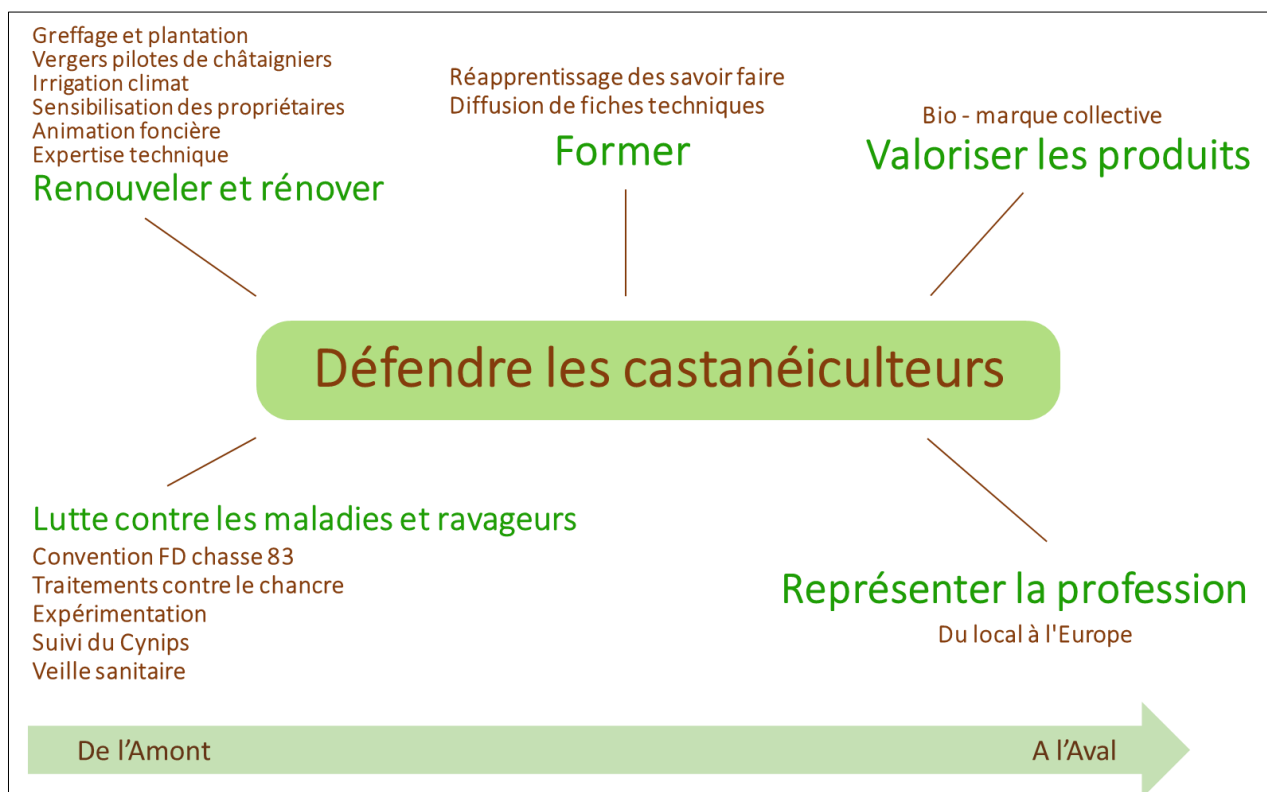 Greffage et plantation
Vergers pilotes de châtaigniers
Irrigation climat
Sensibilisation des propriétaires
Animation foncière
Expertise technique
Renouveler et rénover
Réapprentissage des savoir faire
Diffusion de fiches techniques
Former
Bio - marque collective
Valoriser les produits
Défendre les castanéiculteurs
Lutte contre les maladies et ravageurs
Convention FD chasse 83
Traitements contre le chancre
Expérimentation
Suivi du Cynips
Veille sanitaire
Représenter la profession
Du local à l'Europe
De l’Amont
A l’Aval